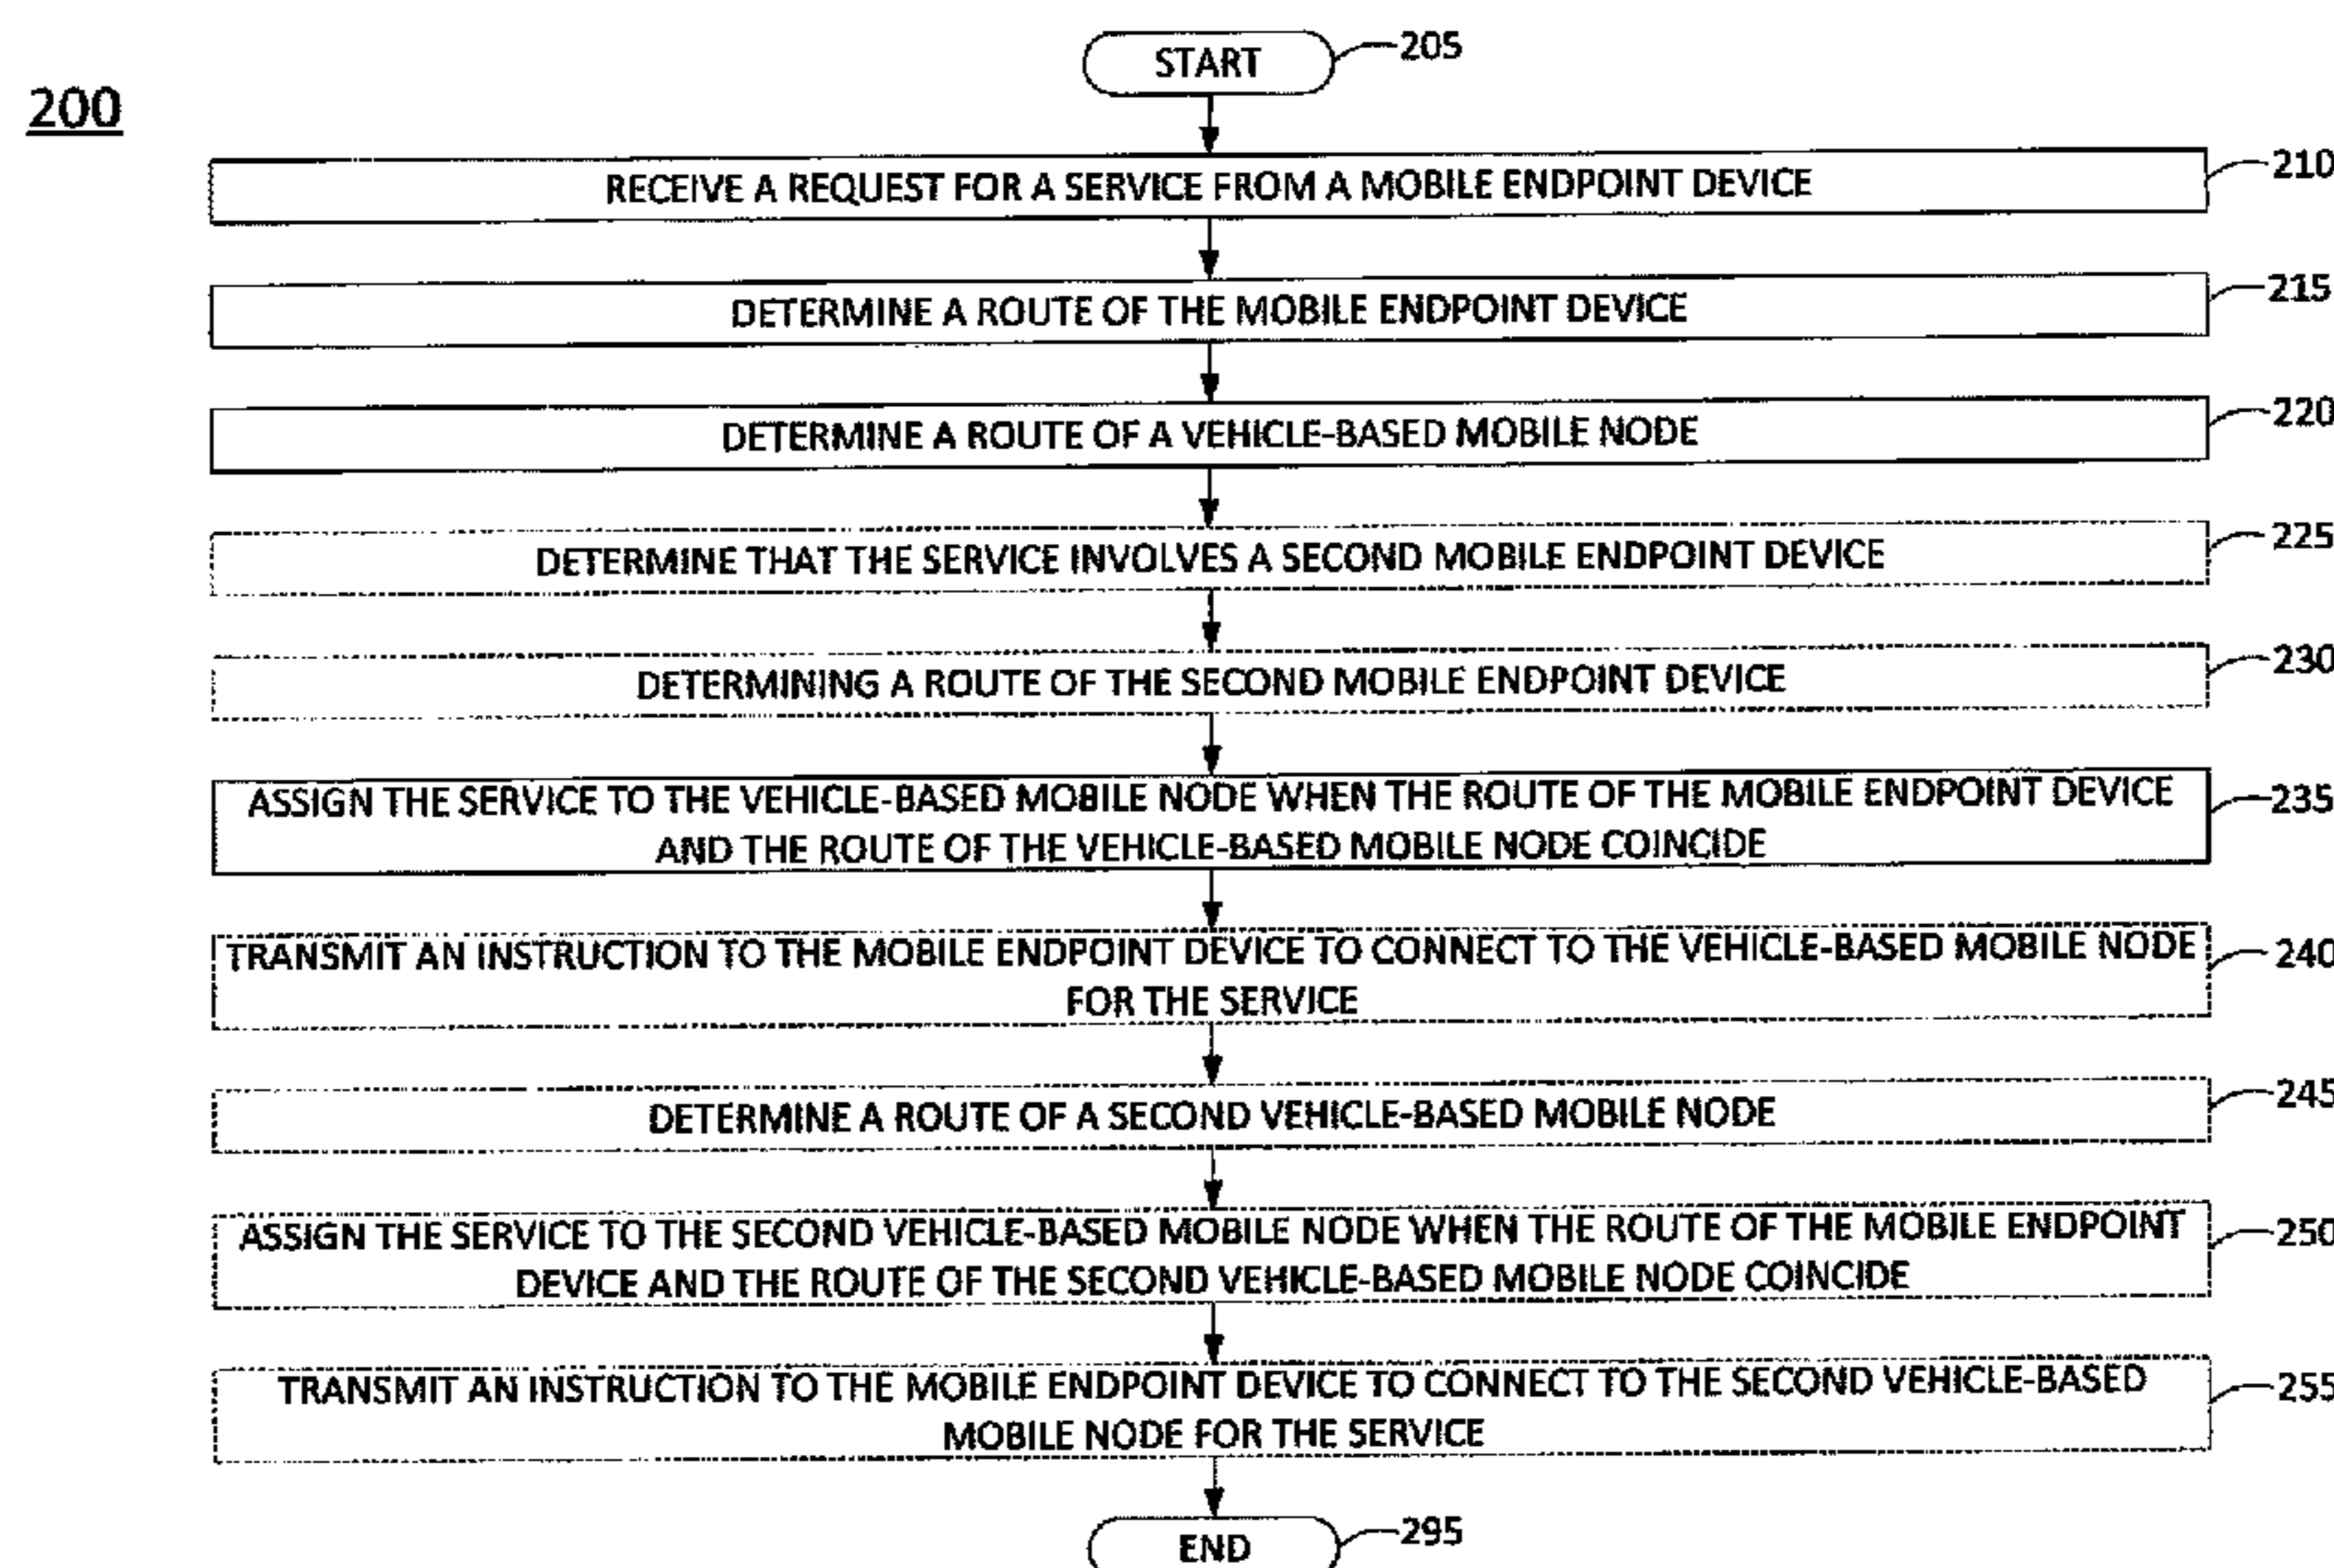 200
START
205
RECEIVE A REQUEST FOR A SERVICE FROM A MOBILE ENDPOINT DEVICE
210
DETERMINE A ROUTE OF THE MOBILE ENDPOINT DEVICE
215
DETERMINE A ROUTE OF A VEHICLE-BASED MOBILE NODE
220
DETERMINE THAT THE SERVICE INVOLVES A SECOND MOBILE ENDPOINT DEVICE
225
DETERMINING A ROUTE OF THE SECOND MOBILE ENDPOINT DEVICE
230
ASSIGN THE SERVICE TO THE VEHICLE-BASED MOBILE NODE WHEN THE ROUTE OF THE MOBILE ENDPOINT DEVICE
AND THE ROUTE OF THE VEHICLE-BASED MOBILE NODE COINCIDE
235
TRANSMIT AN INSTRUCTION TO THE MOBILE ENDPOINT DEVICE TO CONNECT TO THE VEHICLE-BASED MOBILE NODE
FOR THE SERVICE
240
DETERMINE A ROUTE OF A SECOND VEHICLE-BASED MOBILE NODE
245
ASSIGN THE SERVICE TO THE SECOND VEHICLE-BASED MOBILE NODE WHEN THE ROUTE OF THE MOBILE ENDPOINT
DEVICE AND THE ROUTE OF THE SECOND VEHICLE-BASED MOBILE NODE COINCIDE
250
TRANSMIT AN INSTRUCTION TO THE MOBILE ENDPOINT DEVICE TO CONNECT TO THE SECOND VEHICLE-BASED
MOBILE NODE FOR THE SERVICE
255
END
295